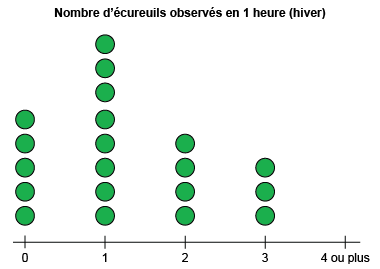 Nombre d'écureuils observés en 1 heure (hiver)
0 1 2 3 4 ou plus